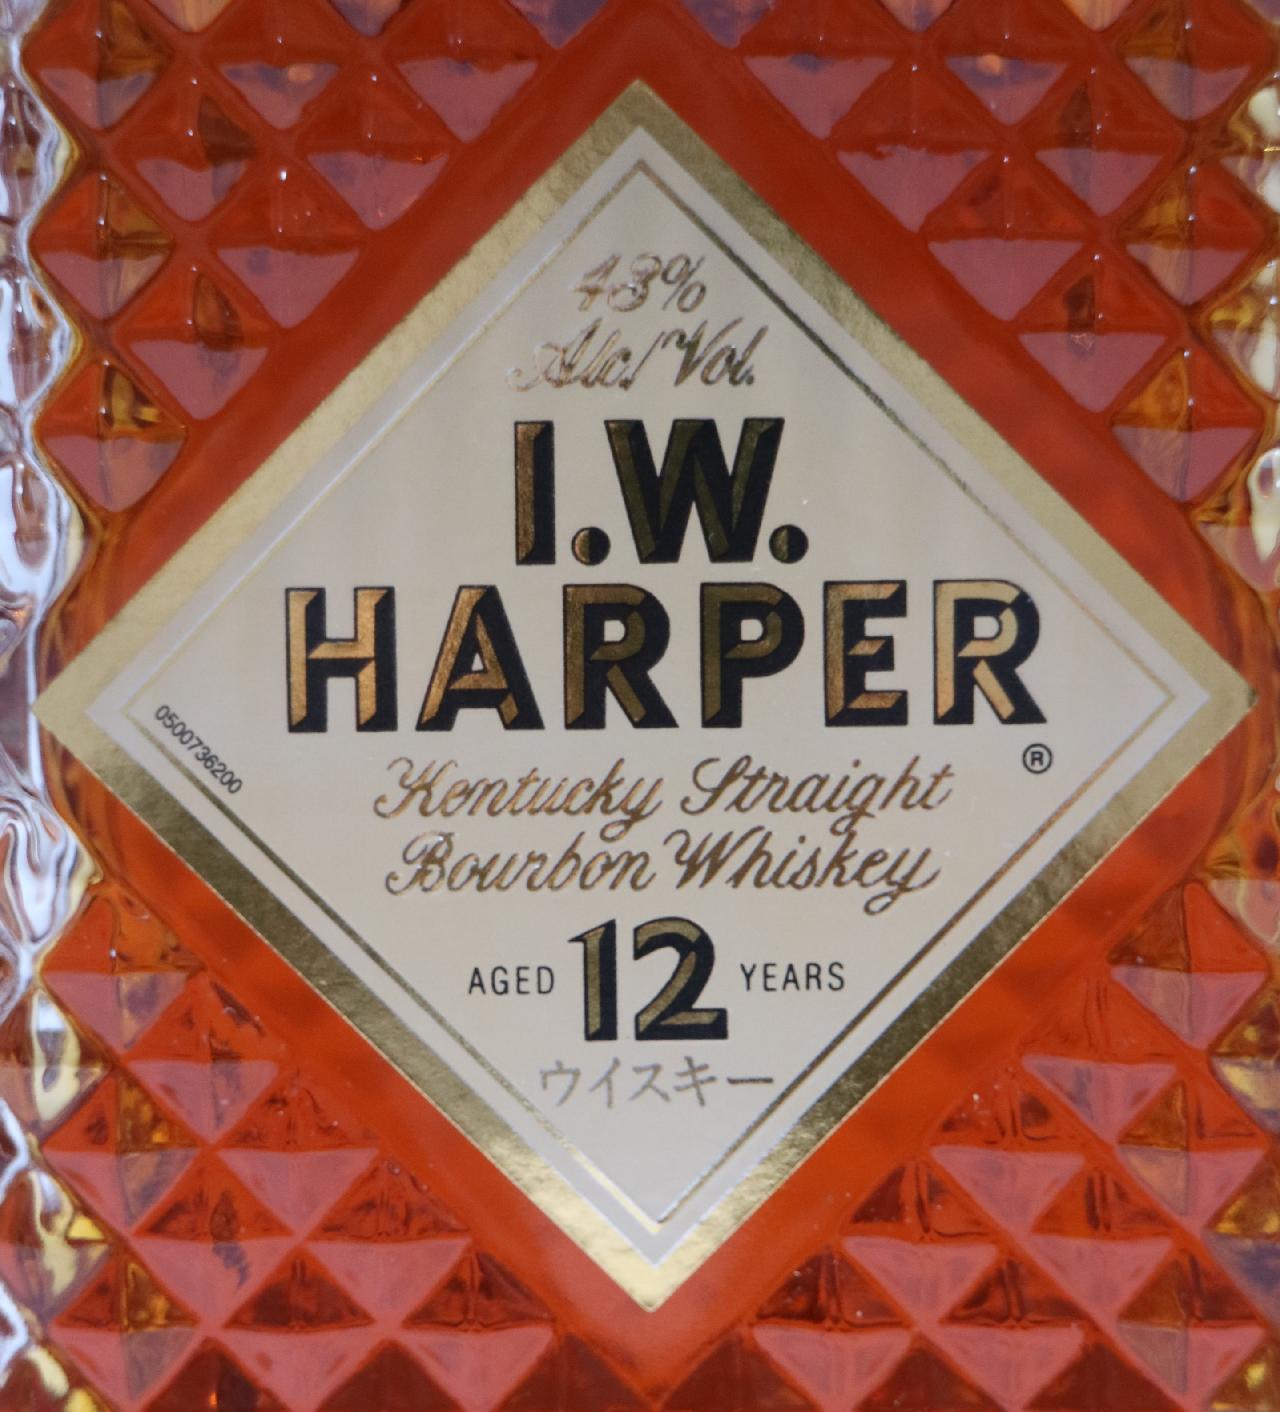 43%
Alc/Vol.
I.W.
HARPER
®
0500736200
Kentucky Straight
Bourbon Whiskey
AGED 12 YEARS
ウイスキー